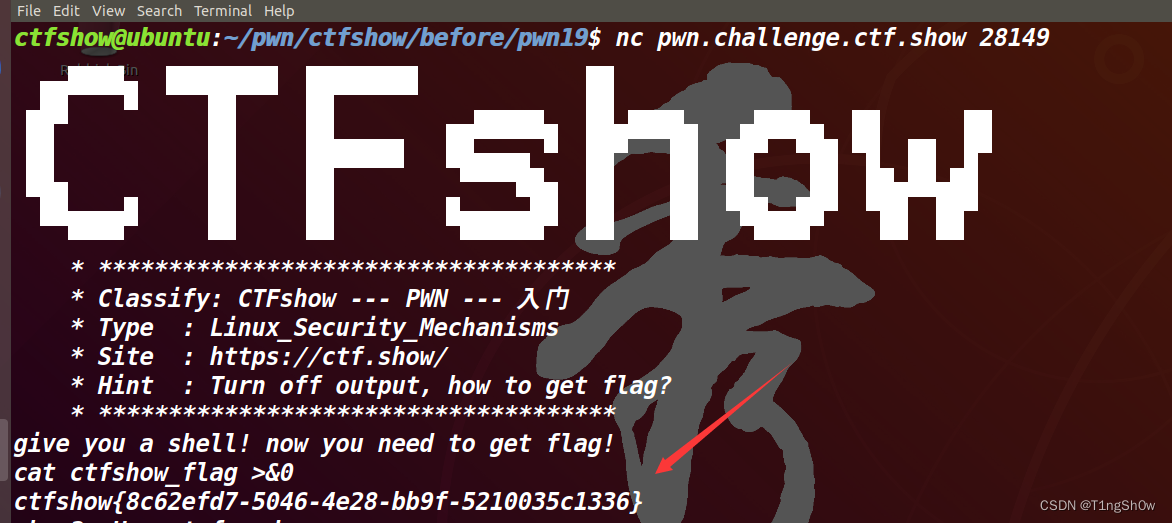 File Edit View Search Terminal Help
ctfshow@ubuntu:~/pwn/ctfshow/before/pwn19$ nc pwn.challenge.ctf.show 28149
CTFshow
* *************************************
* Classify: CTFshow --- PWN --- 入门
* Type  : Linux_Security_Mechanisms
* Site  : https://ctf.show/
* Hint  : Turn off output, how to get flag?
* *************************************
give you a shell! now you need to get flag!
cat ctfshow_flag >&0
ctfshow{8c62efd7-5046-4e28-bb9f-5210035c1336}
CSDN @T1ngSh0w